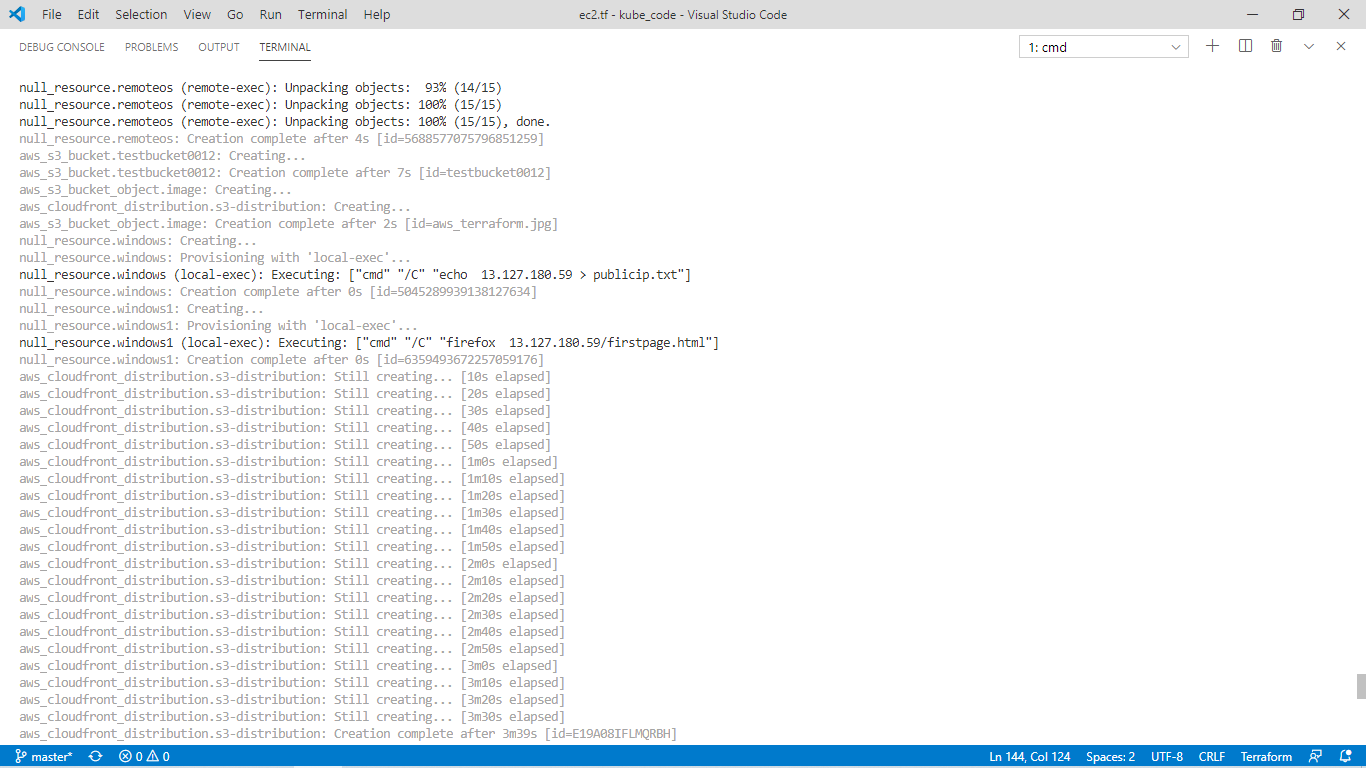 File Edit Selection View Go Run Terminal Help ec2.tf - kube_code - Visual Studio Code
DEBUG CONSOLE PROBLEMS OUTPUT TERMINAL 1: cmd
null_resource.remoteos (remote-exec): Unpacking objects:  93% (14/15)
null_resource.remoteos (remote-exec): Unpacking objects: 100% (15/15)
null_resource.remoteos (remote-exec): Unpacking objects: 100% (15/15), done.
null_resource.remoteos: Creation complete after 4s [id=5688577075796851259]
aws_s3_bucket.testbucket0012: Creating...
aws_s3_bucket.testbucket0012: Creation complete after 7s [id=testbucket0012]
aws_s3_bucket_object.image: Creating...
aws_cloudfront_distribution.s3-distribution: Creating...
aws_s3_bucket_object.image: Creation complete after 2s [id=aws_terraform.jpg]
null_resource.windows: Creating...
null_resource.windows: Provisioning with 'local-exec'...
null_resource.windows (local-exec): Executing: ["cmd" "/C" "echo  13.127.180.59 > publicip.txt"]
null_resource.windows: Creation complete after 0s [id=5045289939138127634]
null_resource.windows1: Creating...
null_resource.windows1: Provisioning with 'local-exec'...
null_resource.windows1 (local-exec): Executing: ["cmd" "/C" "firefox  13.127.180.59/firstpage.html"]
null_resource.windows1: Creation complete after 0s [id=6359493672257059176]
aws_cloudfront_distribution.s3-distribution: Still creating... [10s elapsed]
aws_cloudfront_distribution.s3-distribution: Still creating... [20s elapsed]
aws_cloudfront_distribution.s3-distribution: Still creating... [30s elapsed]
aws_cloudfront_distribution.s3-distribution: Still creating... [40s elapsed]
aws_cloudfront_distribution.s3-distribution: Still creating... [50s elapsed]
aws_cloudfront_distribution.s3-distribution: Still creating... [1m0s elapsed]
aws_cloudfront_distribution.s3-distribution: Still creating... [1m10s elapsed]
aws_cloudfront_distribution.s3-distribution: Still creating... [1m20s elapsed]
aws_cloudfront_distribution.s3-distribution: Still creating... [1m30s elapsed]
aws_cloudfront_distribution.s3-distribution: Still creating... [1m40s elapsed]
aws_cloudfront_distribution.s3-distribution: Still creating... [1m50s elapsed]
aws_cloudfront_distribution.s3-distribution: Still creating... [2m0s elapsed]
aws_cloudfront_distribution.s3-distribution: Still creating... [2m10s elapsed]
aws_cloudfront_distribution.s3-distribution: Still creating... [2m20s elapsed]
aws_cloudfront_distribution.s3-distribution: Still creating... [2m30s elapsed]
aws_cloudfront_distribution.s3-distribution: Still creating... [2m40s elapsed]
aws_cloudfront_distribution.s3-distribution: Still creating... [2m50s elapsed]
aws_cloudfront_distribution.s3-distribution: Still creating... [3m0s elapsed]
aws_cloudfront_distribution.s3-distribution: Still creating... [3m10s elapsed]
aws_cloudfront_distribution.s3-distribution: Still creating... [3m20s elapsed]
aws_cloudfront_distribution.s3-distribution: Still creating... [3m30s elapsed]
aws_cloudfront_distribution.s3-distribution: Creation complete after 3m39s [id=E19A08IFLMQRBH]
master* 0 0 Ln 144, Col 124 Spaces: 2 UTF-8 CRLF Terraform